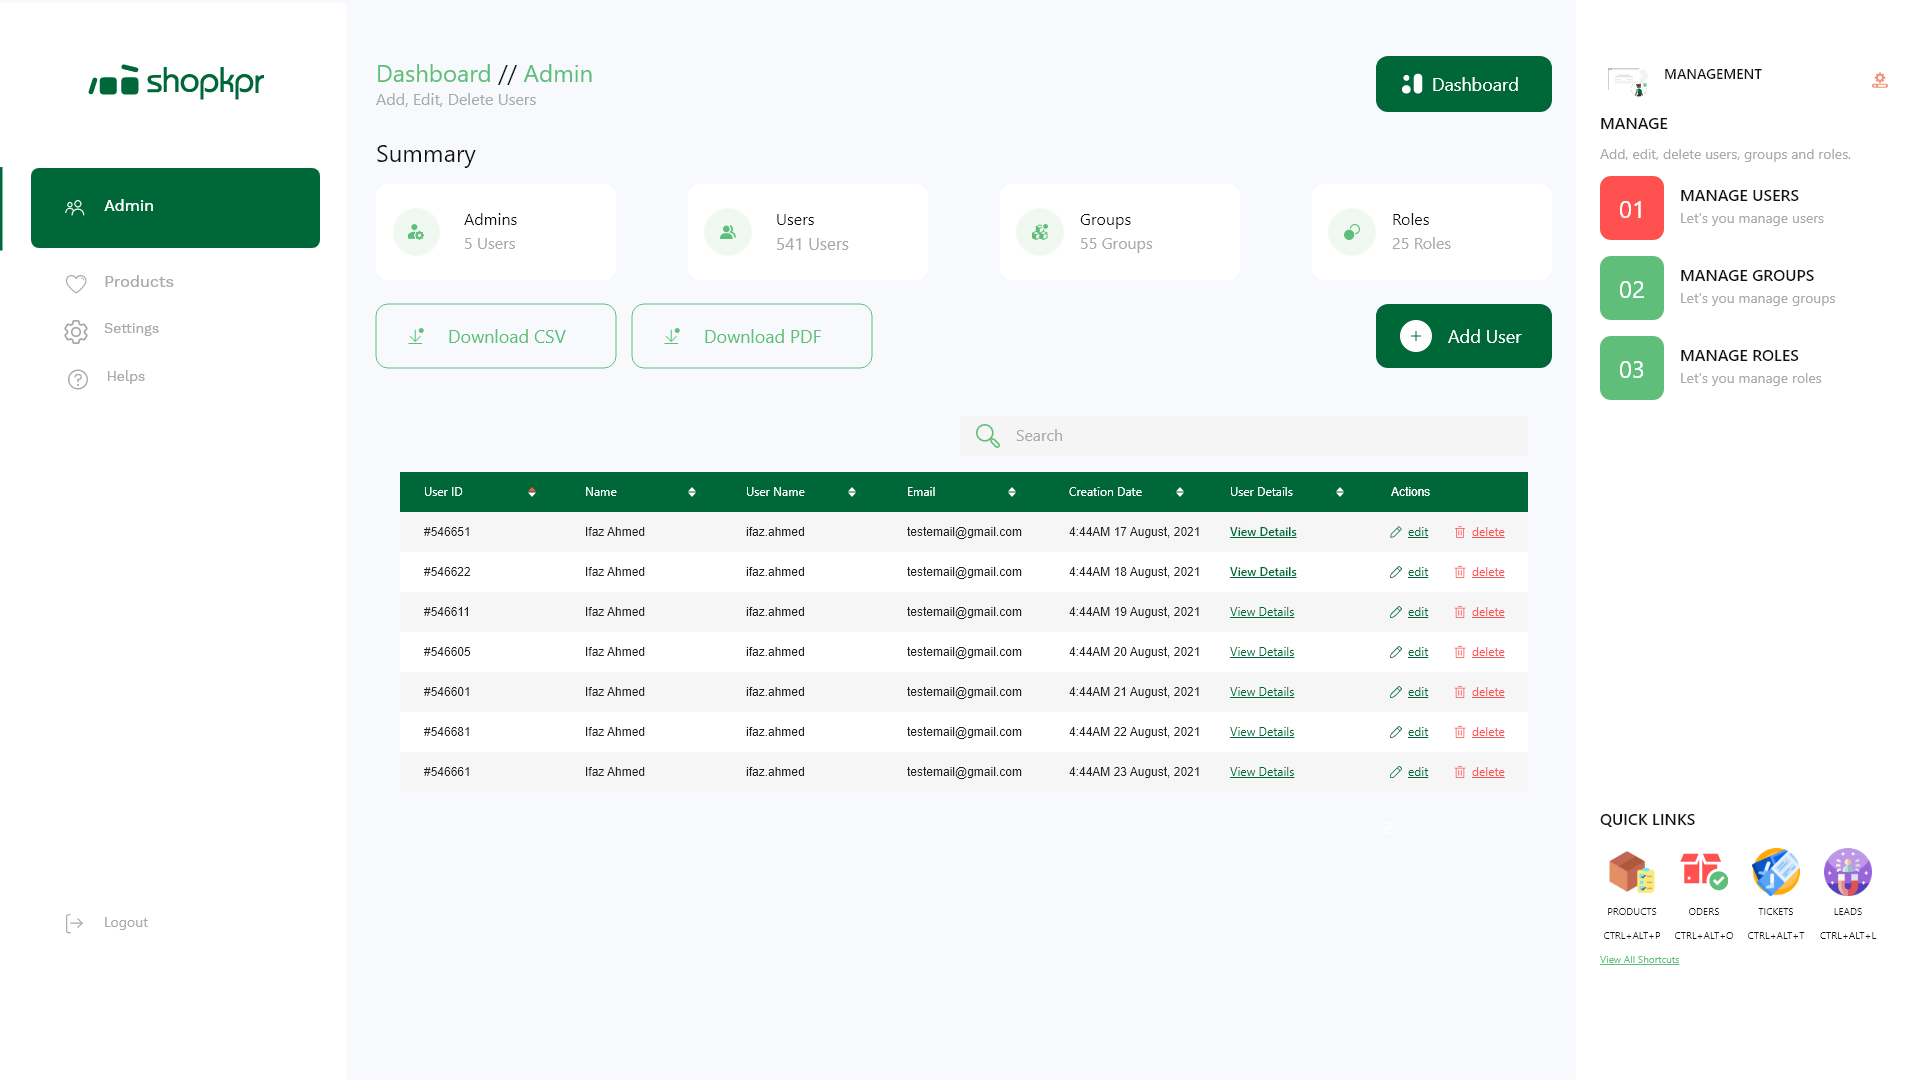 shopkpr
Admin
Products
Settings
Helps
Logout
Dashboard // Admin
Add, Edit, Delete Users
Dashboard
Summary
Admins
5 Users
Users
541 Users
Groups
55 Groups
Roles
25 Roles
Download CSV
Download PDF
Add User
Search
User ID Name User Name Email Creation Date User Details Actions
#546651 Ifaz Ahmed ifaz.ahmed testemail@gmail.com 4:44AM 17 August, 2021 View Details edit delete
#546622 Ifaz Ahmed ifaz.ahmed testemail@gmail.com 4:44AM 18 August, 2021 View Details edit delete
#546611 Ifaz Ahmed ifaz.ahmed testemail@gmail.com 4:44AM 19 August, 2021 View Details edit delete
#546605 Ifaz Ahmed ifaz.ahmed testemail@gmail.com 4:44AM 20 August, 2021 View Details edit delete
#546601 Ifaz Ahmed ifaz.ahmed testemail@gmail.com 4:44AM 21 August, 2021 View Details edit delete
#546681 Ifaz Ahmed ifaz.ahmed testemail@gmail.com 4:44AM 22 August, 2021 View Details edit delete
#546661 Ifaz Ahmed ifaz.ahmed testemail@gmail.com 4:44AM 23 August, 2021 View Details edit delete
MANAGEMENT
MANAGE
Add, edit, delete users, groups and roles.
01
MANAGE USERS
Let's you manage users
02
MANAGE GROUPS
Let's you manage groups
03
MANAGE ROLES
Let's you manage roles
QUICK LINKS
PRODUCTS ODERS TICKETS LEADS
CTRL+ALT+P CTRL+ALT+O CTRL+ALT+T CTRL+ALT+L
View All Shortcuts